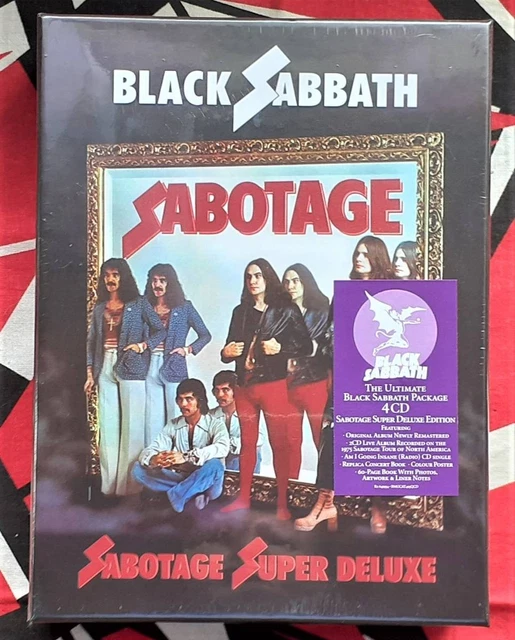 BLACK SABBATH
SABOTAGE
BLACK
SABBATH
THE ULTIMATE
BLACK SABBATH PACKAGE
4CD
SABOTAGE SUPER DELUXE EDITION
FEATURING
· ORIGINAL ALBUM NEWLY REMASTERED
· 2CD LIVE ALBUM RECORDED ON THE
1975 SABOTAGE TOUR OF NORTH AMERICA
· AM I GOING INSANE (RADIO) CD SINGLE
· REPLICA CONCERT BOOK · COLOUR POSTER
· 60-PAGE BOOK WITH PHOTOS,
ARTWORK & LINER NOTES
SABOTAGE SUPER DELUXE